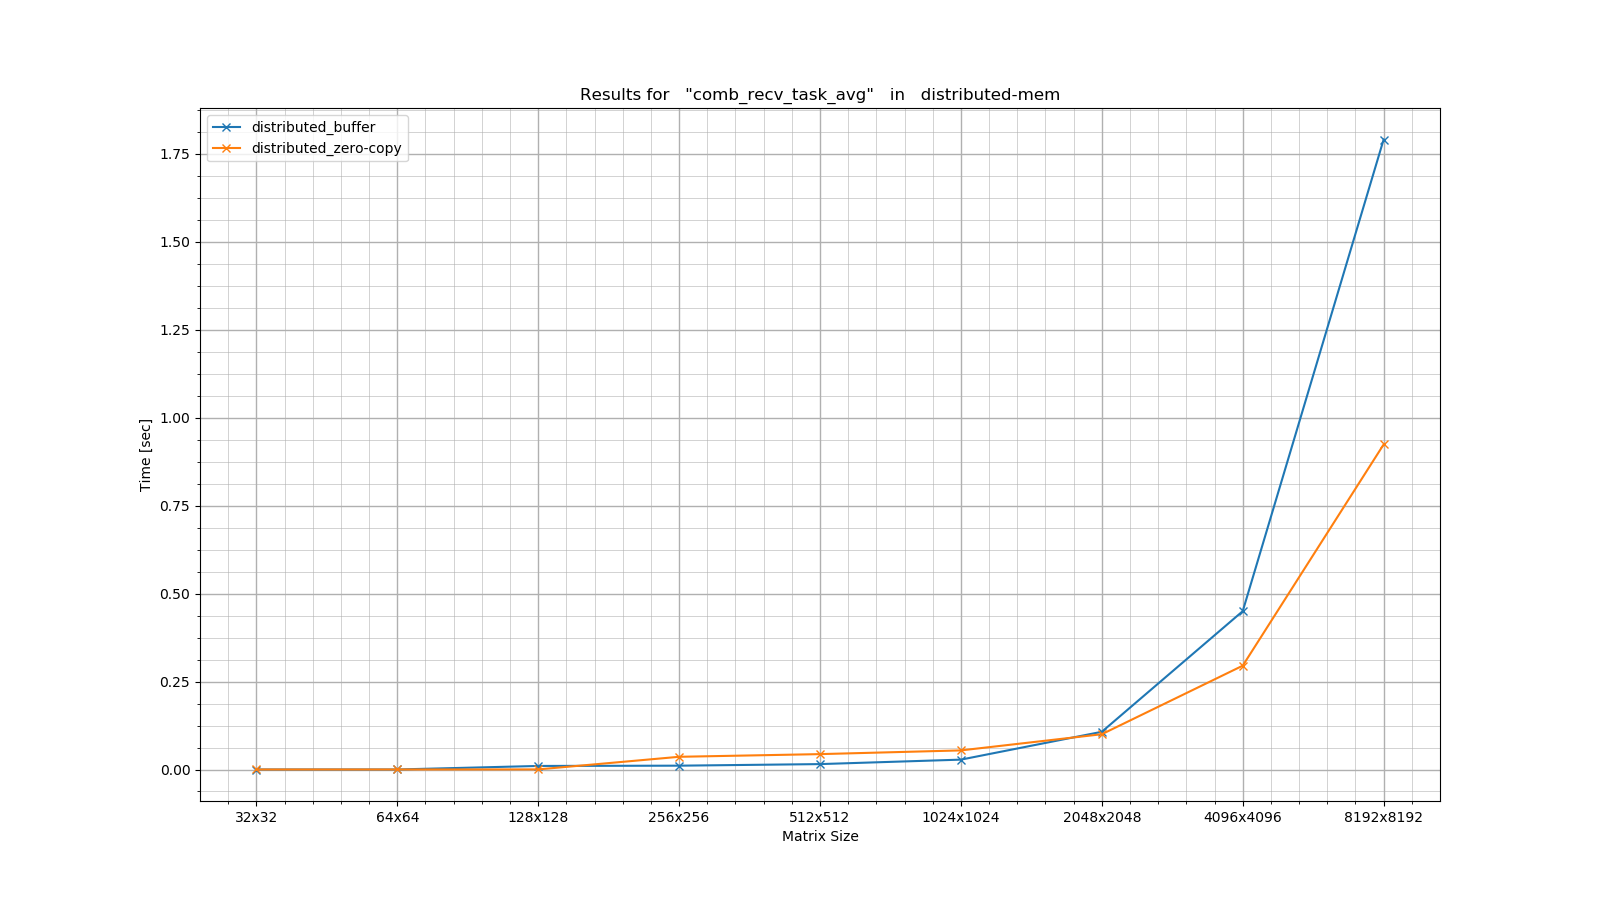 Results for   "comb_recv_task_avg"   in   distributed-mem
distributed_buffer
distributed_zero-copy
1.75
1.50
1.25
1.00
0.75
0.50
0.25
0.00
Time [sec]
32x32 64x64 128x128 256x256 512x512 1024x1024 2048x2048 4096x4096 8192x8192
Matrix Size